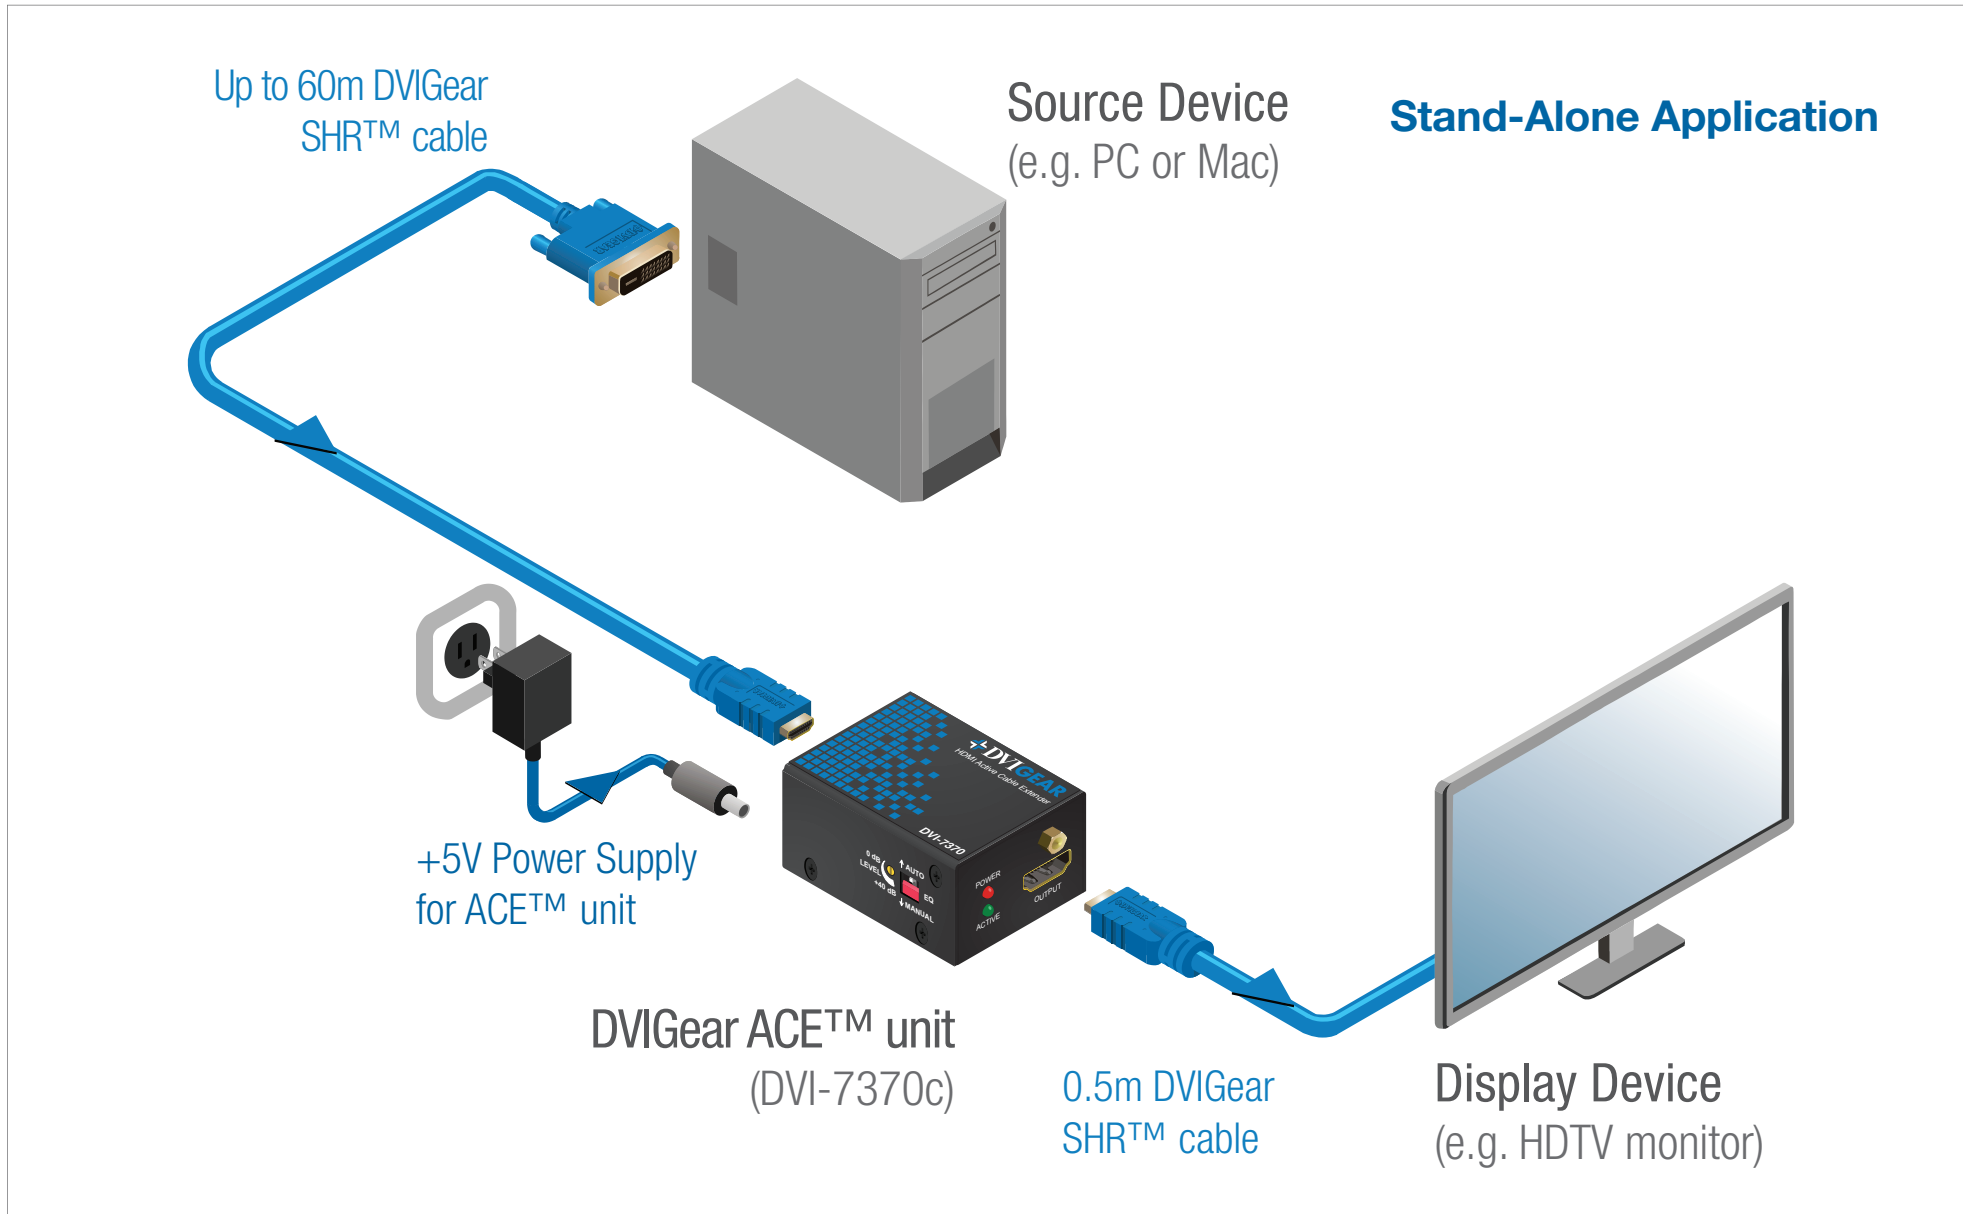 Up to 60m DVIGear
SHR™ cable
Source Device
(e.g. PC or Mac)
Stand-Alone Application
+5V Power Supply
for ACE™ unit
DVIGEAR
HDMI Active Cable Extender
DVI-7370
0 dB
LEVEL
+40 dB
AUTO
EQ
MANUAL
POWER
ACTIVE
OUTPUT
DVIGear ACE™ unit
(DVI-7370c)
0.5m DVIGear
SHR™ cable
Display Device
(e.g. HDTV monitor)